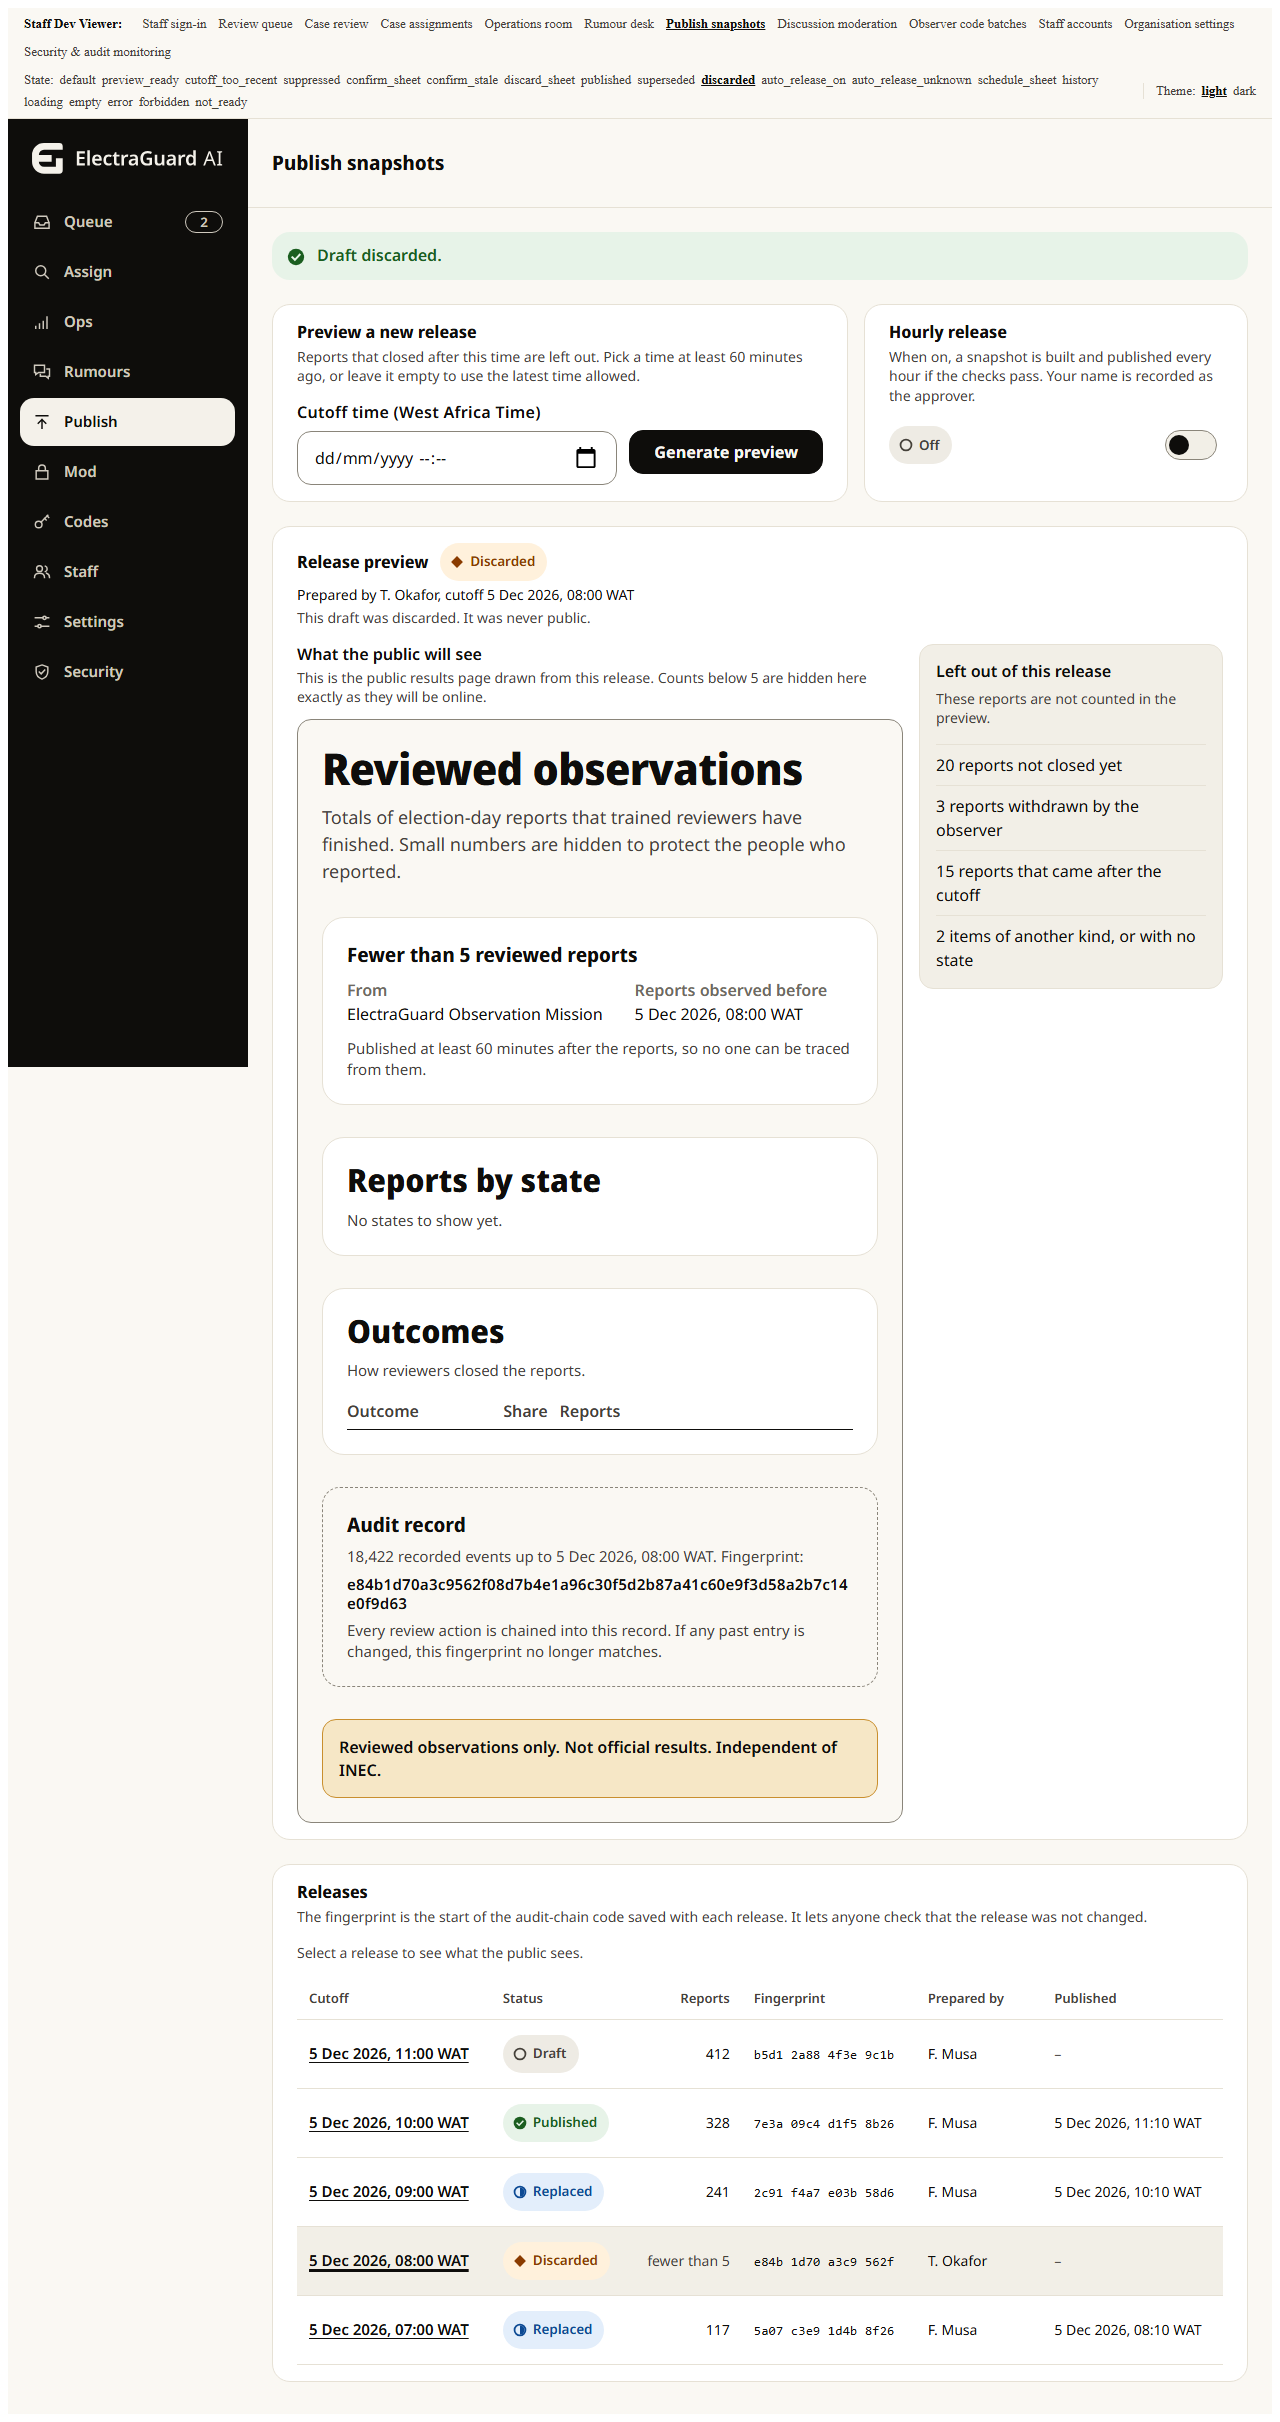 Staff Dev Viewer: Staff sign-in Review queue Case review Case assignments Operations room Rumour desk Publish snapshots Discussion moderation Observer code batches Staff accounts Organisation settings
Security & audit monitoring
State: default preview_ready cutoff_too_recent suppressed confirm_sheet confirm_stale discard_sheet published superseded discarded auto_release_on auto_release_unknown schedule_sheet history
loading empty error forbidden not_ready
Theme: light dark
ElectraGuard AI
Queue 2
Assign
Ops
Rumours
Publish
Mod
Codes
Staff
Settings
Security
Publish snapshots
Draft discarded.
Preview a new release
Reports that closed after this time are left out. Pick a time at least 60 minutes
ago, or leave it empty to use the latest time allowed.
Cutoff time (West Africa Time)
dd/mm/yyyy --:--
Generate preview
Hourly release
When on, a snapshot is built and published every
hour if the checks pass. Your name is recorded as
the approver.
Off
Release preview Discarded
Prepared by T. Okafor, cutoff 5 Dec 2026, 08:00 WAT
This draft was discarded. It was never public.
What the public will see
This is the public results page drawn from this release. Counts below 5 are hidden here
exactly as they will be online.
Reviewed observations
Totals of election-day reports that trained reviewers have
finished. Small numbers are hidden to protect the people who
reported.
Fewer than 5 reviewed reports
From Reports observed before
ElectraGuard Observation Mission 5 Dec 2026, 08:00 WAT
Published at least 60 minutes after the reports, so no one can be traced
from them.
Reports by state
No states to show yet.
Outcomes
How reviewers closed the reports.
Outcome Share Reports
Audit record
18,422 recorded events up to 5 Dec 2026, 08:00 WAT. Fingerprint:
e84b1d70a3c9562f08d7b4e1a96c30f5d2b87a41c60e9f3d58a2b7c14
e0f9d63
Every review action is chained into this record. If any past entry is
changed, this fingerprint no longer matches.
Reviewed observations only. Not official results. Independent of
INEC.
Left out of this release
These reports are not counted in the
preview.
20 reports not closed yet
3 reports withdrawn by the
observer
15 reports that came after the
cutoff
2 items of another kind, or with no
state
Releases
The fingerprint is the start of the audit-chain code saved with each release. It lets anyone check that the release was not changed.
Select a release to see what the public sees.
Cutoff Status Reports Fingerprint Prepared by Published
5 Dec 2026, 11:00 WAT Draft 412 b5d1 2a88 4f3e 9c1b F. Musa –
5 Dec 2026, 10:00 WAT Published 328 7e3a 09c4 d1f5 8b26 F. Musa 5 Dec 2026, 11:10 WAT
5 Dec 2026, 09:00 WAT Replaced 241 2c91 f4a7 e03b 58d6 F. Musa 5 Dec 2026, 10:10 WAT
5 Dec 2026, 08:00 WAT Discarded fewer than 5 e84b 1d70 a3c9 562f T. Okafor –
5 Dec 2026, 07:00 WAT Replaced 117 5a07 c3e9 1d4b 8f26 F. Musa 5 Dec 2026, 08:10 WAT